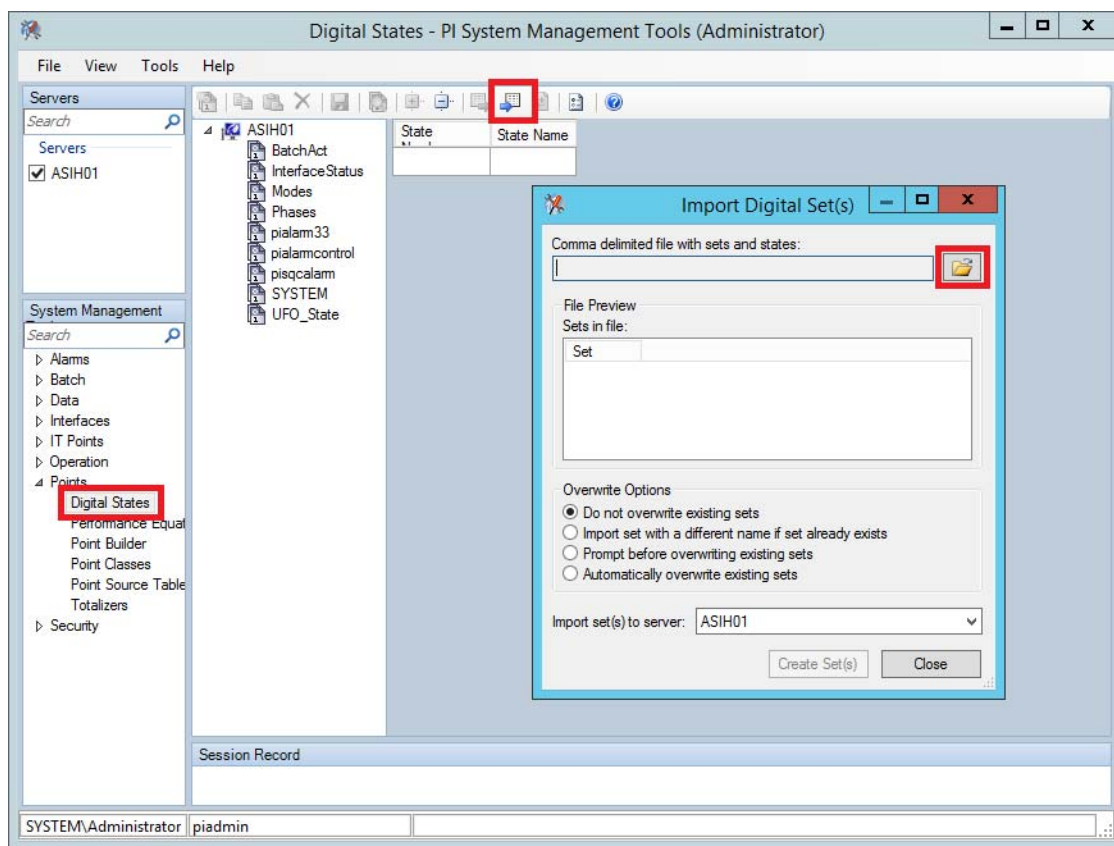 Digital States - PI System Management Tools (Administrator)
File View Tools Help
Servers
Search
Servers
ASIH01
System Management
Search
Alarms
Batch
Data
Interfaces
IT Points
Operation
Points
Digital States
Performance Equat
Point Builder
Point Classes
Point Source Table
Totalizers
Security
ASIH01
BatchAct
InterfaceStatus
Modes
Phases
pialarm33
pialarmcontrol
pisqcalarm
SYSTEM
UFO_State
State
State Name
Import Digital Set(s)
Comma delimited file with sets and states:
File Preview
Sets in file:
Set
Overwrite Options
Do not overwrite existing sets
Import set with a different name if set already exists
Prompt before overwriting existing sets
Automatically overwrite existing sets
Import set(s) to server: ASIH01
Create Set(s) Close
Session Record
SYSTEM\Administrator piadmin